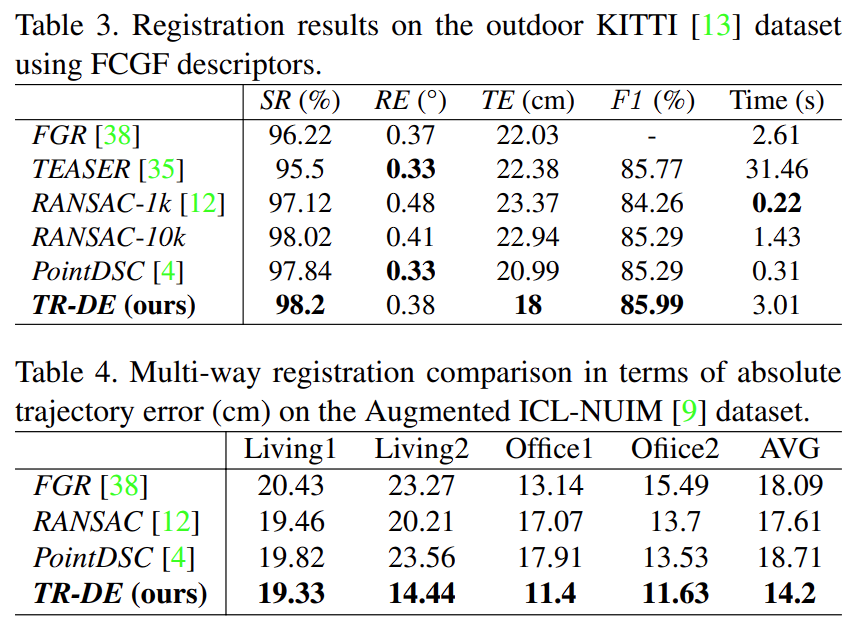 Table 3. Registration results on the outdoor KITTI [13] dataset
using FCGF descriptors.
SR (%) RE (°) TE (cm) F1 (%) Time (s)
FGR [38] 96.22 0.37 22.03 - 2.61
TEASER [35] 95.5 0.33 22.38 85.77 31.46
RANSAC-1k [12] 97.12 0.48 23.37 84.26 0.22
RANSAC-10k 98.02 0.41 22.94 85.29 1.43
PointDSC [4] 97.84 0.33 20.99 85.29 0.31
TR-DE (ours) 98.2 0.38 18 85.99 3.01
Table 4. Multi-way registration comparison in terms of absolute
trajectory error (cm) on the Augmented ICL-NUIM [9] dataset.
Living1 Living2 Office1 Ofiice2 AVG
FGR [38] 20.43 23.27 13.14 15.49 18.09
RANSAC [12] 19.46 20.21 17.07 13.7 17.61
PointDSC [4] 19.82 23.56 17.91 13.53 18.71
TR-DE (ours) 19.33 14.44 11.4 11.63 14.2